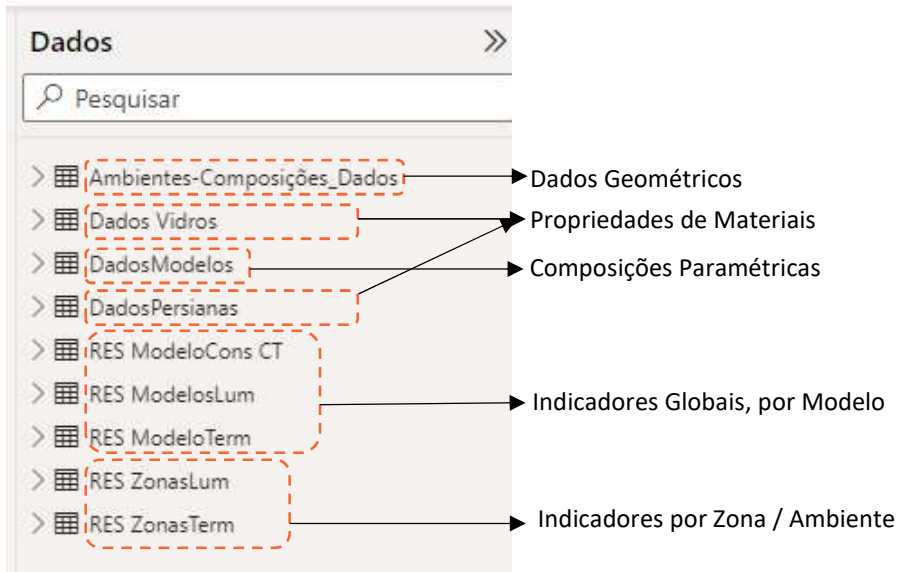 Dados
Pesquisar
Ambientes-Composições_Dados
Dados Geométricos
Dados Vidros
Propriedades de Materiais
DadosModelos
Composições Paramétricas
DadosPersianas
RES ModeloCons CT
RES ModelosLum
Indicadores Globais, por Modelo
RES ModeloTerm
RES ZonasLum
RES ZonasTerm
Indicadores por Zona / Ambiente